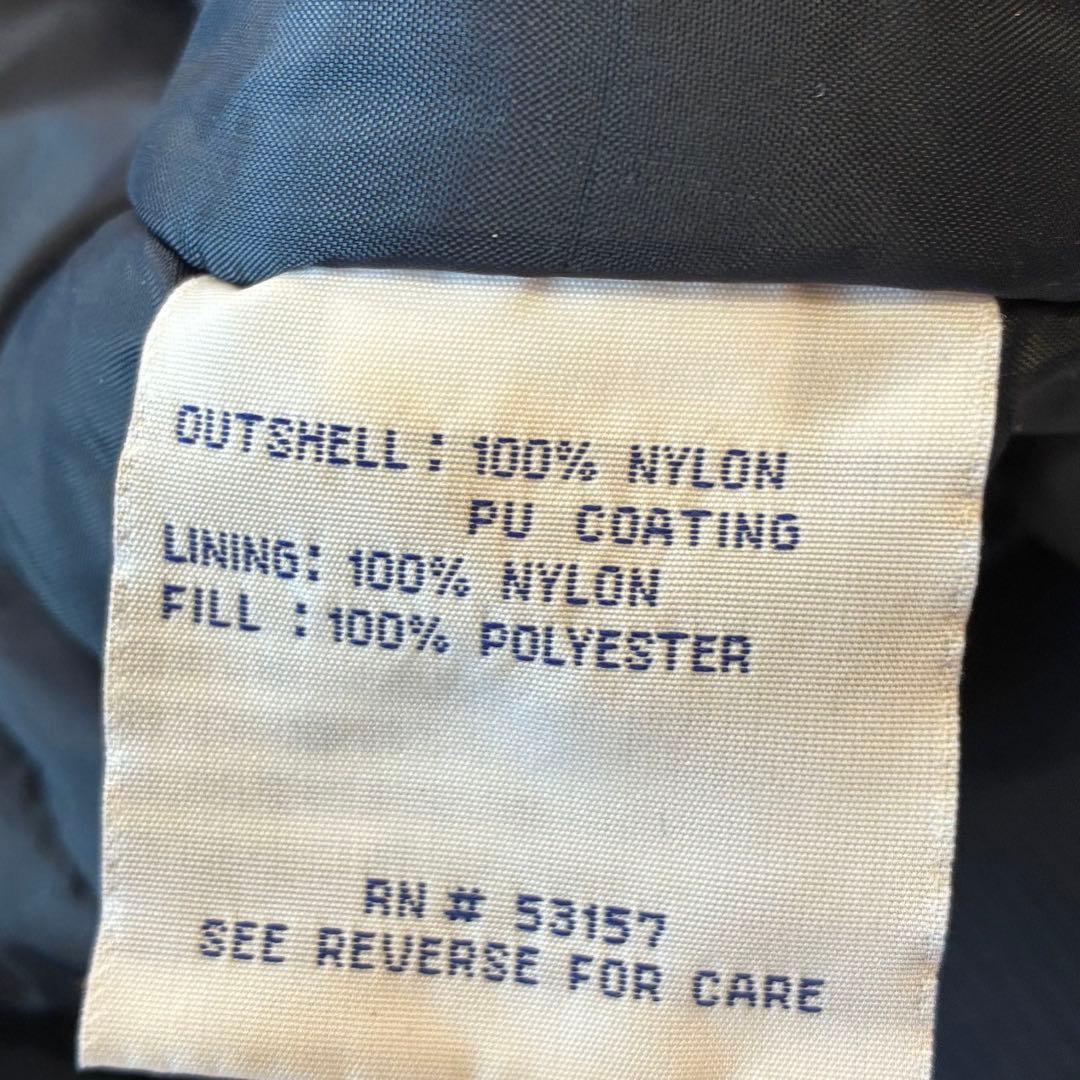 OUTSHELL : 100% NYLON
PU COATING
LINING: 100% NYLON
FILL : 100% POLYESTER
RN # 53157
SEE REVERSE FOR CARE